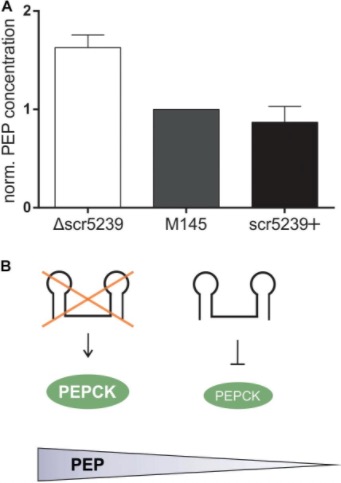 A
norm. PEP concentration
2
1
0
Δscr5239
M145
scr5239+
B
PEPCK
PEPCK
PEP